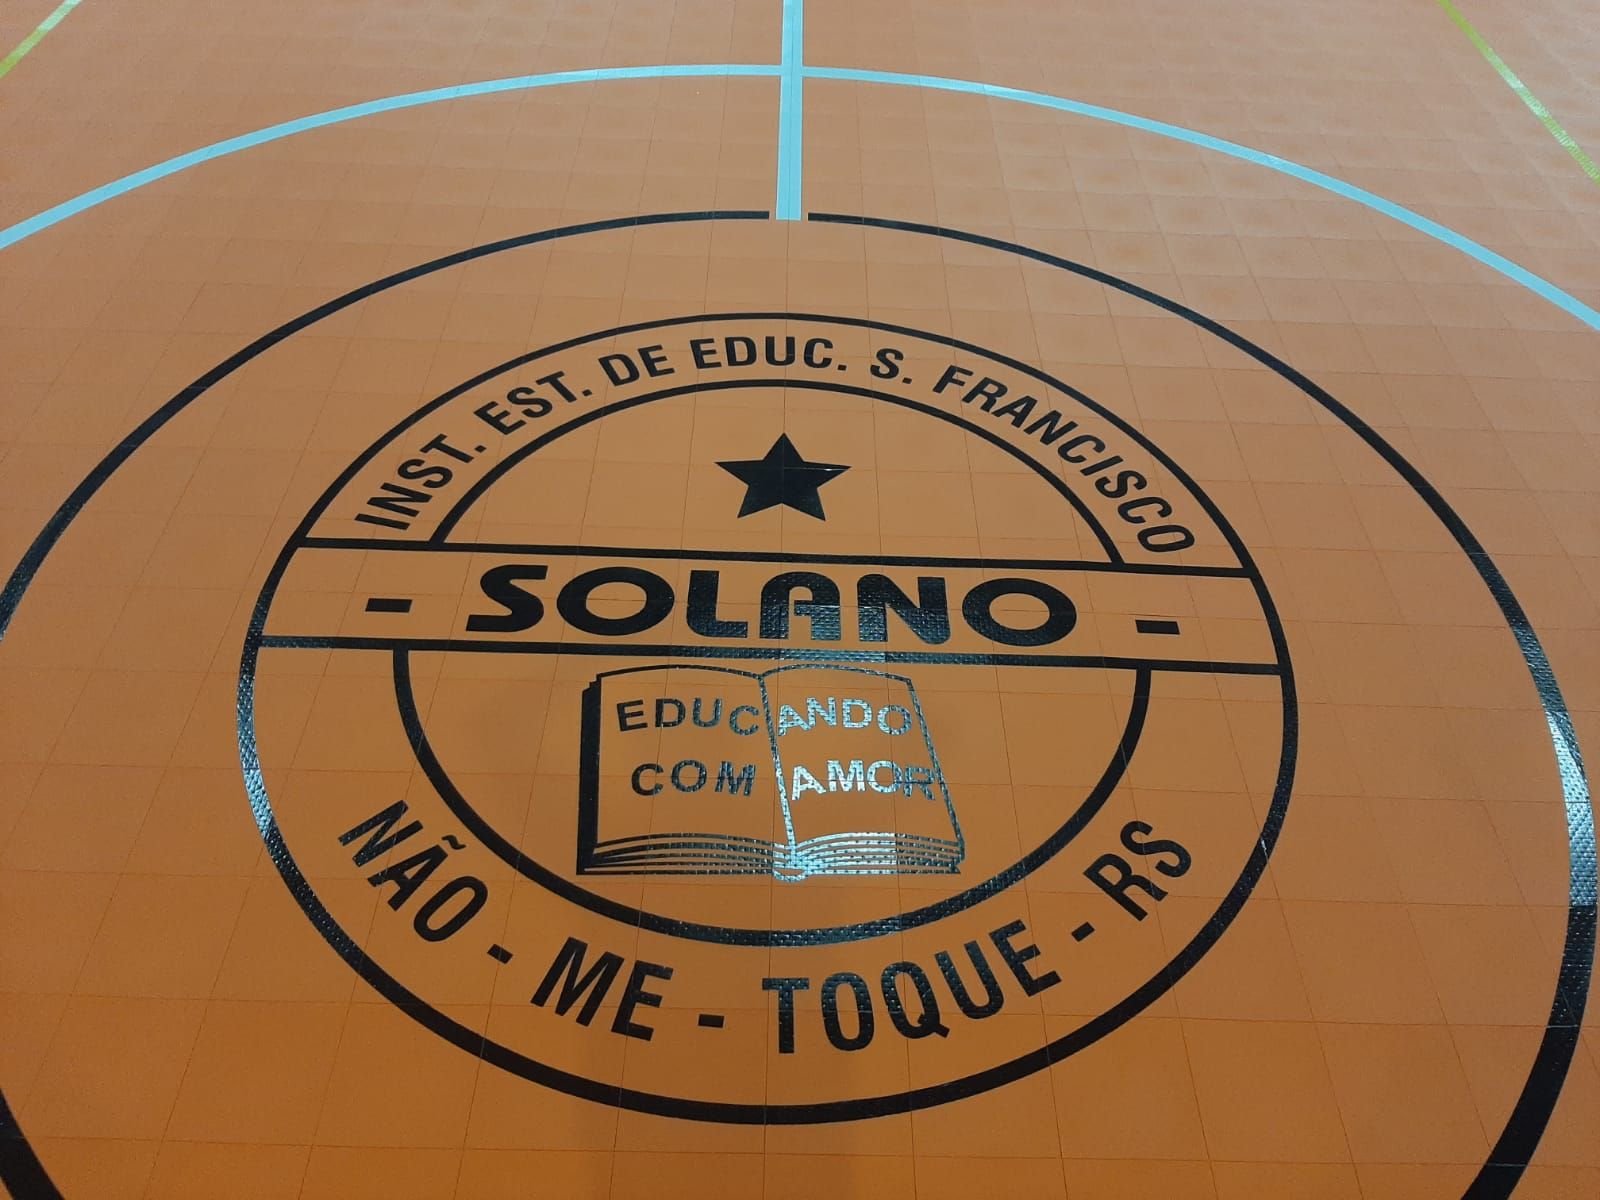 INST. EST. DE EDUC. S. FRANCISCO
- SOLANO -
EDUCANDO
COM AMOR
NÃO - ME - TOQUE - RS